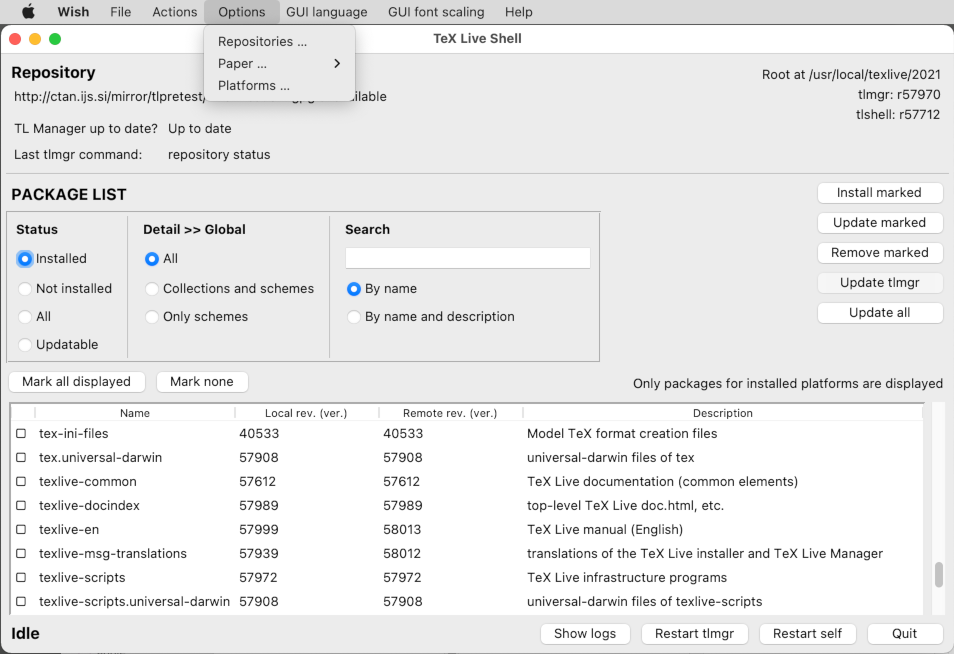 Wish File Actions Options GUI language GUI font scaling Help
TeX Live Shell
Repositories ...
Paper ...
Platforms ...
Repository
http://ctan.ijs.si/mirror/tlpretest/
Root at /usr/local/texlive/2021
tlmgr: r57970
tlshell: r57712
TL Manager up to date? Up to date
Last tlmgr command: repository status
PACKAGE LIST
Install marked
Update marked
Remove marked
Update tlmgr
Update all
Status
Installed
Not installed
All
Updatable
Detail >> Global
All
Collections and schemes
Only schemes
Search
By name
By name and description
Mark all displayed Mark none
Only packages for installed platforms are displayed
Name Local rev. (ver.) Remote rev. (ver.) Description
tex-ini-files 40533 40533 Model TeX format creation files
tex.universal-darwin 57908 57908 universal-darwin files of tex
texlive-common 57612 57612 TeX Live documentation (common elements)
texlive-docindex 57989 57989 top-level TeX Live doc.html, etc.
texlive-en 57999 58013 TeX Live manual (English)
texlive-msg-translations 57939 58012 translations of the TeX Live installer and TeX Live Manager
texlive-scripts 57972 57972 TeX Live infrastructure programs
texlive-scripts.universal-darwin 57908 57908 universal-darwin files of texlive-scripts
Idle
Show logs Restart tlmgr Restart self Quit